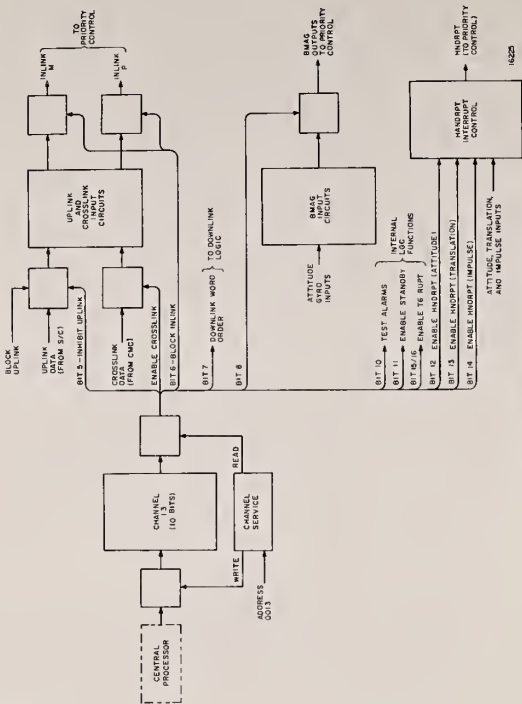 CENTRAL
PROCESSOR
WRITE
ADDRESS
0013
CHANNEL
13
(10 BITS)
CHANNEL
SERVICE
READ
BLOCK
UPLINK
UPLINK
DATA
(FROM S/C)
BIT 5-INHIBIT UPLINK
CROSSLINK
DATA
(FROM CMC)
ENABLE CROSSLINK
BIT 6-BLOCK INLINK
BIT 7
DOWNLINK WORD
ORDER
TO DOWNLINK
LOGIC
BIT 8
UPLINK
AND
CROSSLINK
INPUT
CIRCUITS
INLINK
M
INLINK
P
TO
PRIORITY
CONTROL
ATTITUDE
GYRO
INPUTS
BMAG
INPUT
CIRCUITS
BMAG
OUTPUTS
TO PRIORITY
CONTROL
BIT 10
TEST ALARMS
BIT 11
ENABLE STANDBY
BIT 15/16
ENABLE T6 RUPT
INTERNAL
LGC
FUNCTIONS
BIT 12
ENABLE HNDRPT (ATTITUDE)
BIT 13
ENABLE HNDRPT (TRANSLATION)
BIT 14
ENABLE HNDRPT (IMPULSE)
ATTITUDE, TRANSLATION,
AND IMPULSE INPUTS
HANDRPT
INTERRUPT
CONTROL
HNDRPT
(TO PRIORITY
CONTROL)
16225